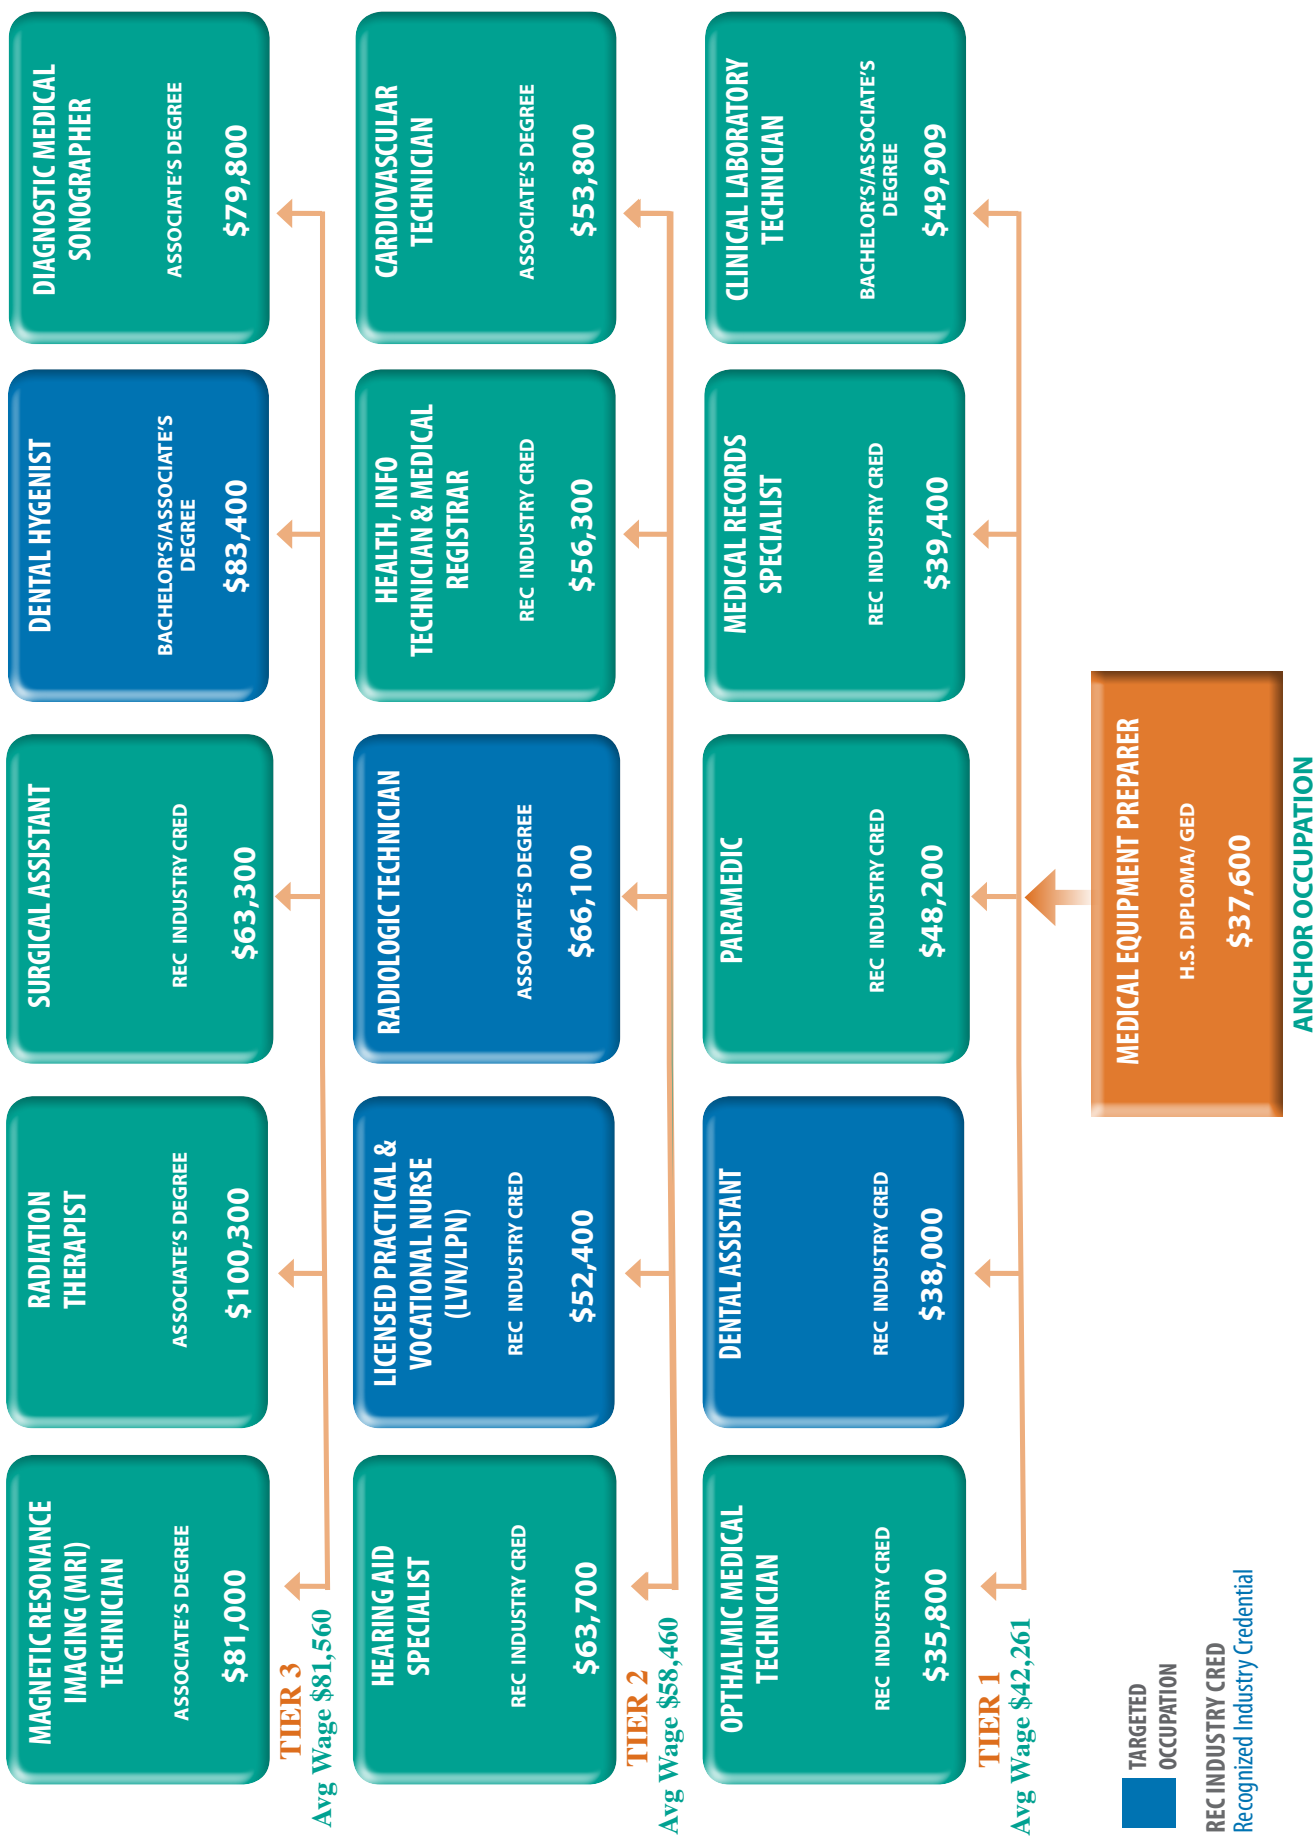 MAGNETIC RESONANCE
IMAGING (MRI)
TECHNICIAN
ASSOCIATE'S DEGREE
$81,000
RADIATION
THERAPIST
ASSOCIATE'S DEGREE
$100,300
SURGICAL ASSISTANT
REC INDUSTRY CRED
$63,300
DENTAL HYGENIST
BACHELOR'S/ASSOCIATE'S
DEGREE
$83,400
DIAGNOSTIC MEDICAL
SONOGRAPHER
ASSOCIATE'S DEGREE
$79,800
TIER 3
Avg Wage $81,560
HEARING AID
SPECIALIST
REC INDUSTRY CRED
$63,700
LICENSED PRACTICAL &
VOCATIONAL NURSE
(LVN/LPN)
REC INDUSTRY CRED
$52,400
RADIOLOGIC TECHNICIAN
ASSOCIATE'S DEGREE
$66,100
HEALTH, INFO
TECHNICIAN & MEDICAL
REGISTRAR
REC INDUSTRY CRED
$56,300
CARDIOVASCULAR
TECHNICIAN
ASSOCIATE'S DEGREE
$53,800
TIER 2
Avg Wage $58,460
OPTHALMIC MEDICAL
TECHNICIAN
REC INDUSTRY CRED
$35,800
DENTAL ASSISTANT
REC INDUSTRY CRED
$38,000
PARAMEDIC
REC INDUSTRY CRED
$48,200
MEDICAL RECORDS
SPECIALIST
REC INDUSTRY CRED
$39,400
CLINICAL LABORATORY
TECHNICIAN
BACHELOR'S/ASSOCIATE'S
DEGREE
$49,909
TIER 1
Avg Wage $42,261
MEDICAL EQUIPMENT PREPARER
H.S. DIPLOMA/ GED
$37,600
ANCHOR OCCUPATION
TARGETED
OCCUPATION
REC INDUSTRY CRED
Recognized Industry Credential